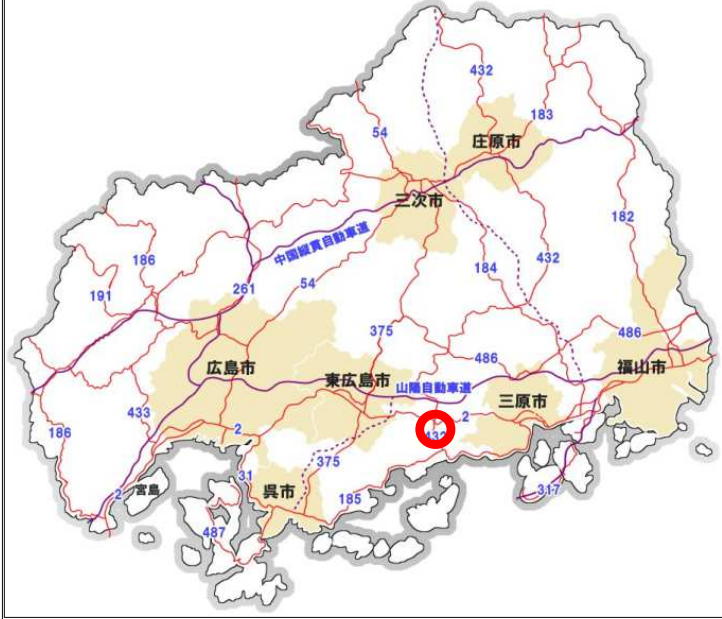 432
183
54
庄原市
三次市
182
186
中国縦貫自動車道
184
432
191
261
54
375
486
広島市
486
東広島市
福山市
山陽自動車道
三原市
433
2
2
432
186
375
31
呉市
185
317
宮島
2
487